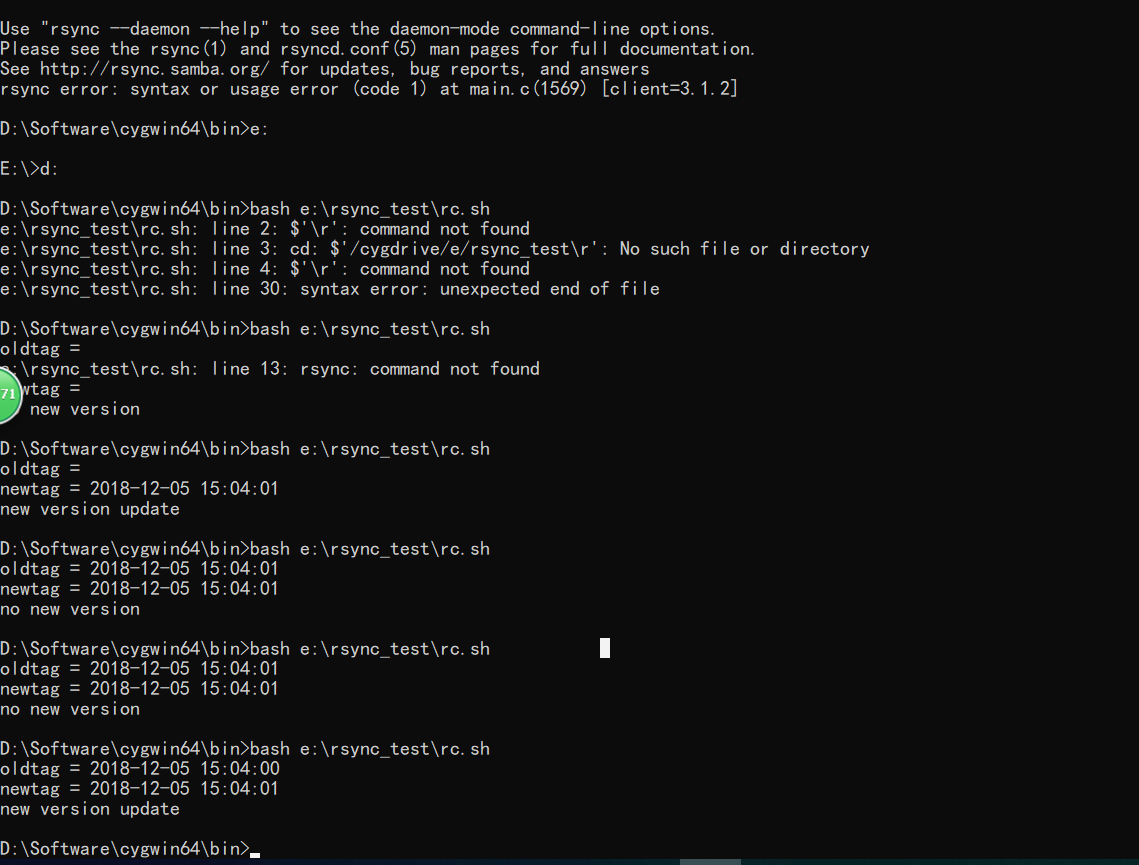 Use "rsync --daemon --help" to see the daemon-mode command-line options.
Please see the rsync(1) and rsyncd.conf(5) man pages for full documentation.
See http://rsync.samba.org/ for updates, bug reports, and answers
rsync error: syntax or usage error (code 1) at main.c(1569) [client=3.1.2]
D:\Software\cygwin64\bin>e:
E:\>d:
D:\Software\cygwin64\bin>bash e:\rsync_test\rc.sh
e:\rsync_test\rc.sh: line 2: $'\r': command not found
e:\rsync_test\rc.sh: line 3: cd: $'/cygdrive/e/rsync_test\r': No such file or directory
e:\rsync_test\rc.sh: line 4: $'\r': command not found
e:\rsync_test\rc.sh: line 30: syntax error: unexpected end of file
D:\Software\cygwin64\bin>bash e:\rsync_test\rc.sh
oldtag =
e:\rsync_test\rc.sh: line 13: rsync: command not found
71
wtag =
new version
D:\Software\cygwin64\bin>bash e:\rsync_test\rc.sh
oldtag =
newtag = 2018-12-05 15:04:01
new version update
D:\Software\cygwin64\bin>bash e:\rsync_test\rc.sh
oldtag = 2018-12-05 15:04:01
newtag = 2018-12-05 15:04:01
no new version
D:\Software\cygwin64\bin>bash e:\rsync_test\rc.sh
oldtag = 2018-12-05 15:04:01
newtag = 2018-12-05 15:04:01
no new version
D:\Software\cygwin64\bin>bash e:\rsync_test\rc.sh
oldtag = 2018-12-05 15:04:00
newtag = 2018-12-05 15:04:01
new version update
D:\Software\cygwin64\bin>